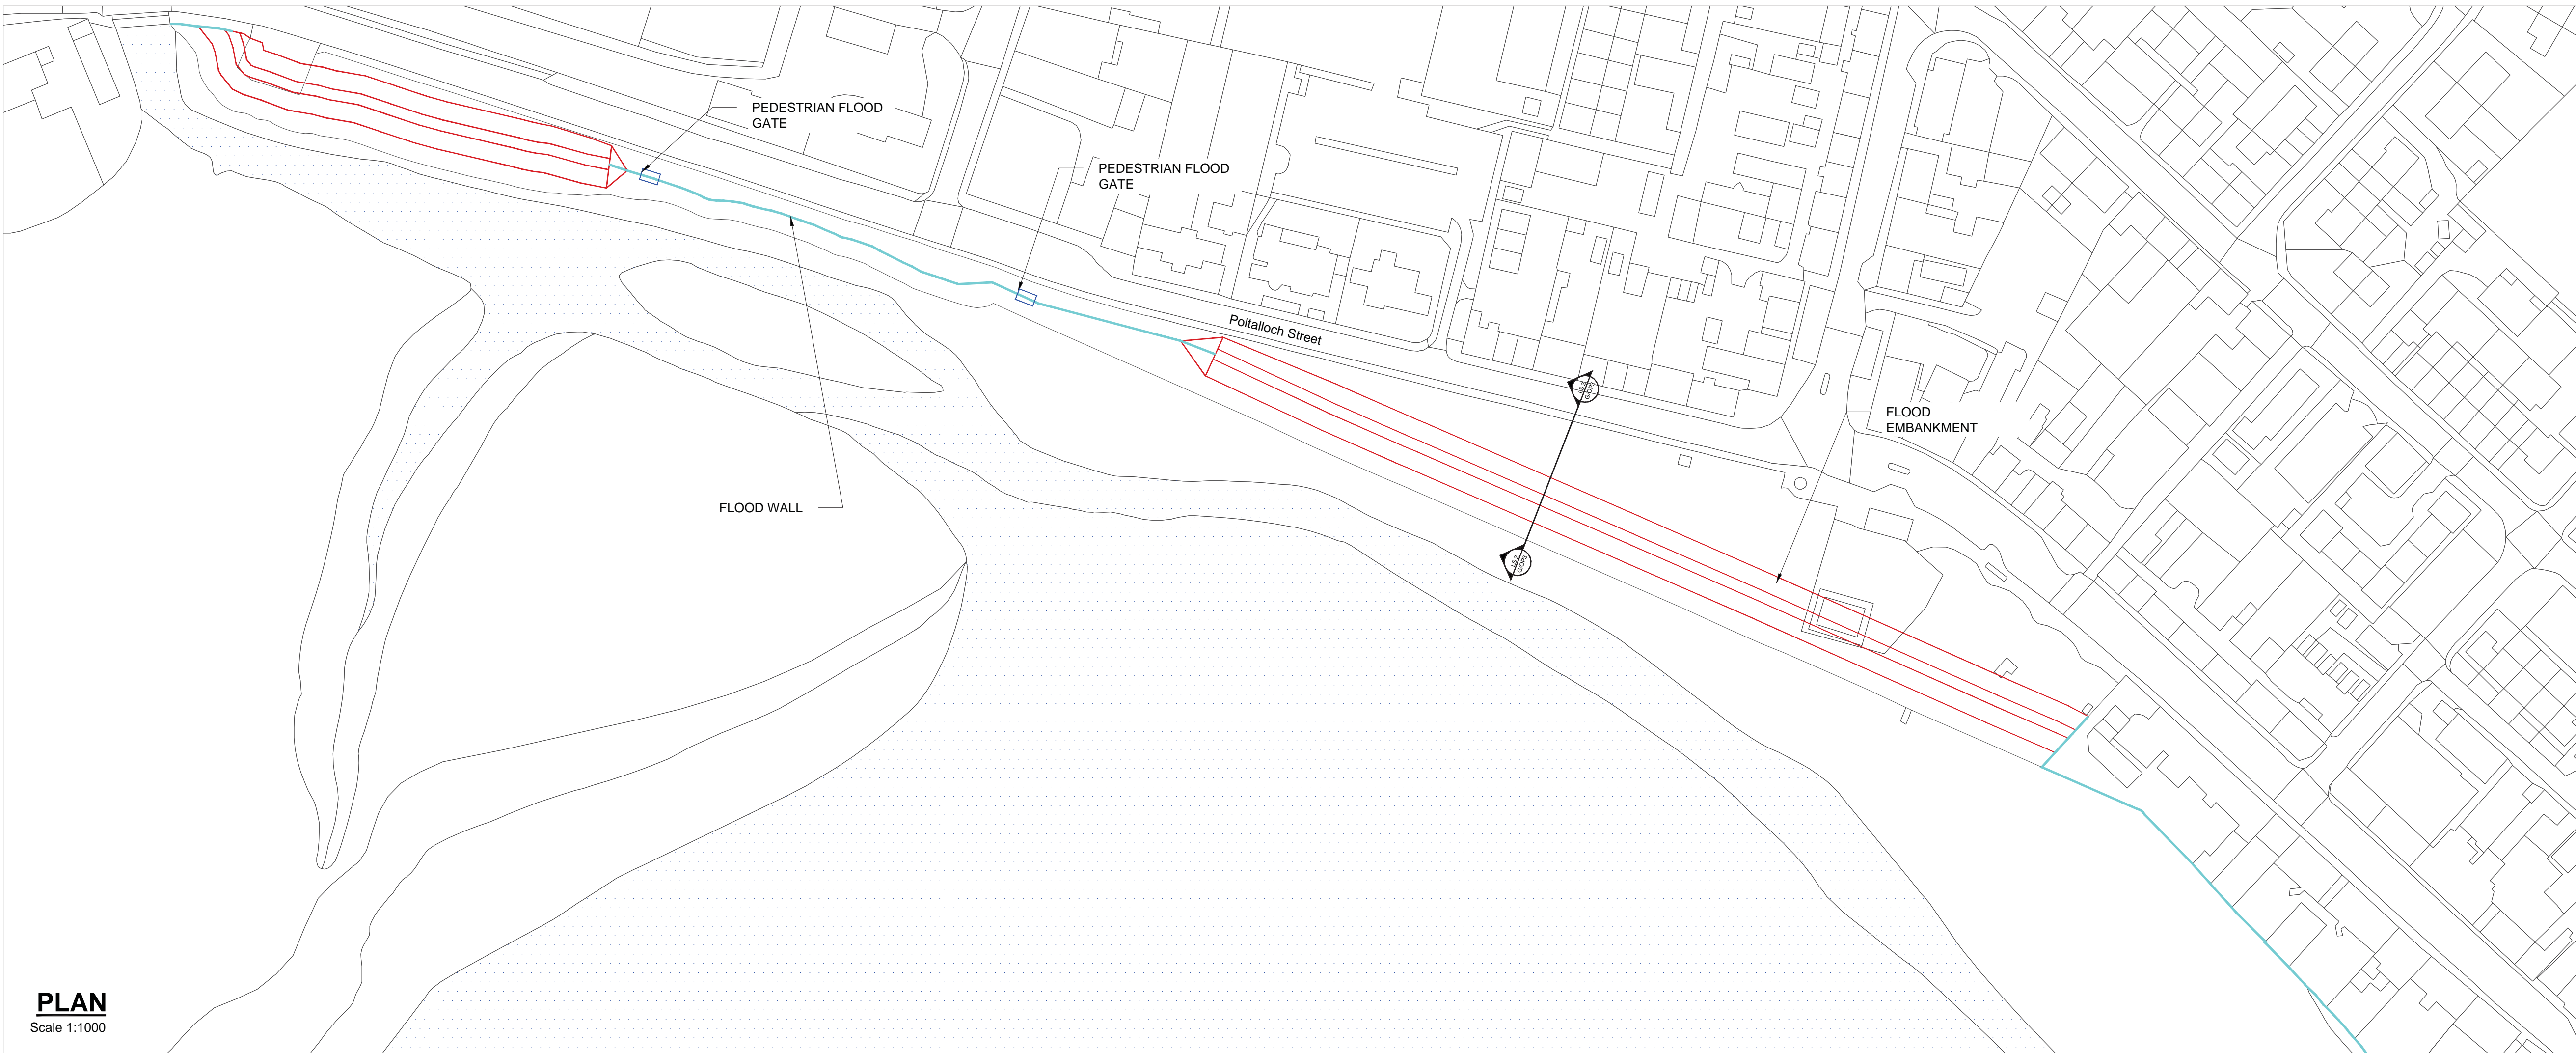 PEDESTRIAN FLOOD
GATE
PEDESTRIAN FLOOD
GATE
Poltalloch Street
FLOOD
EMBANKMENT
FLOOD WALL
PLAN
Scale 1:1000